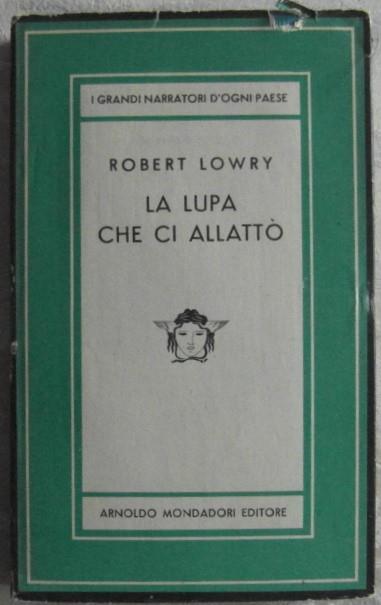 I GRANDI NARRATORI D'OGNI PAESE
ROBERT LOWRY
LA LUPA
CHE CI ALLATTÒ
ARNOLDO MONDADORI EDITORE